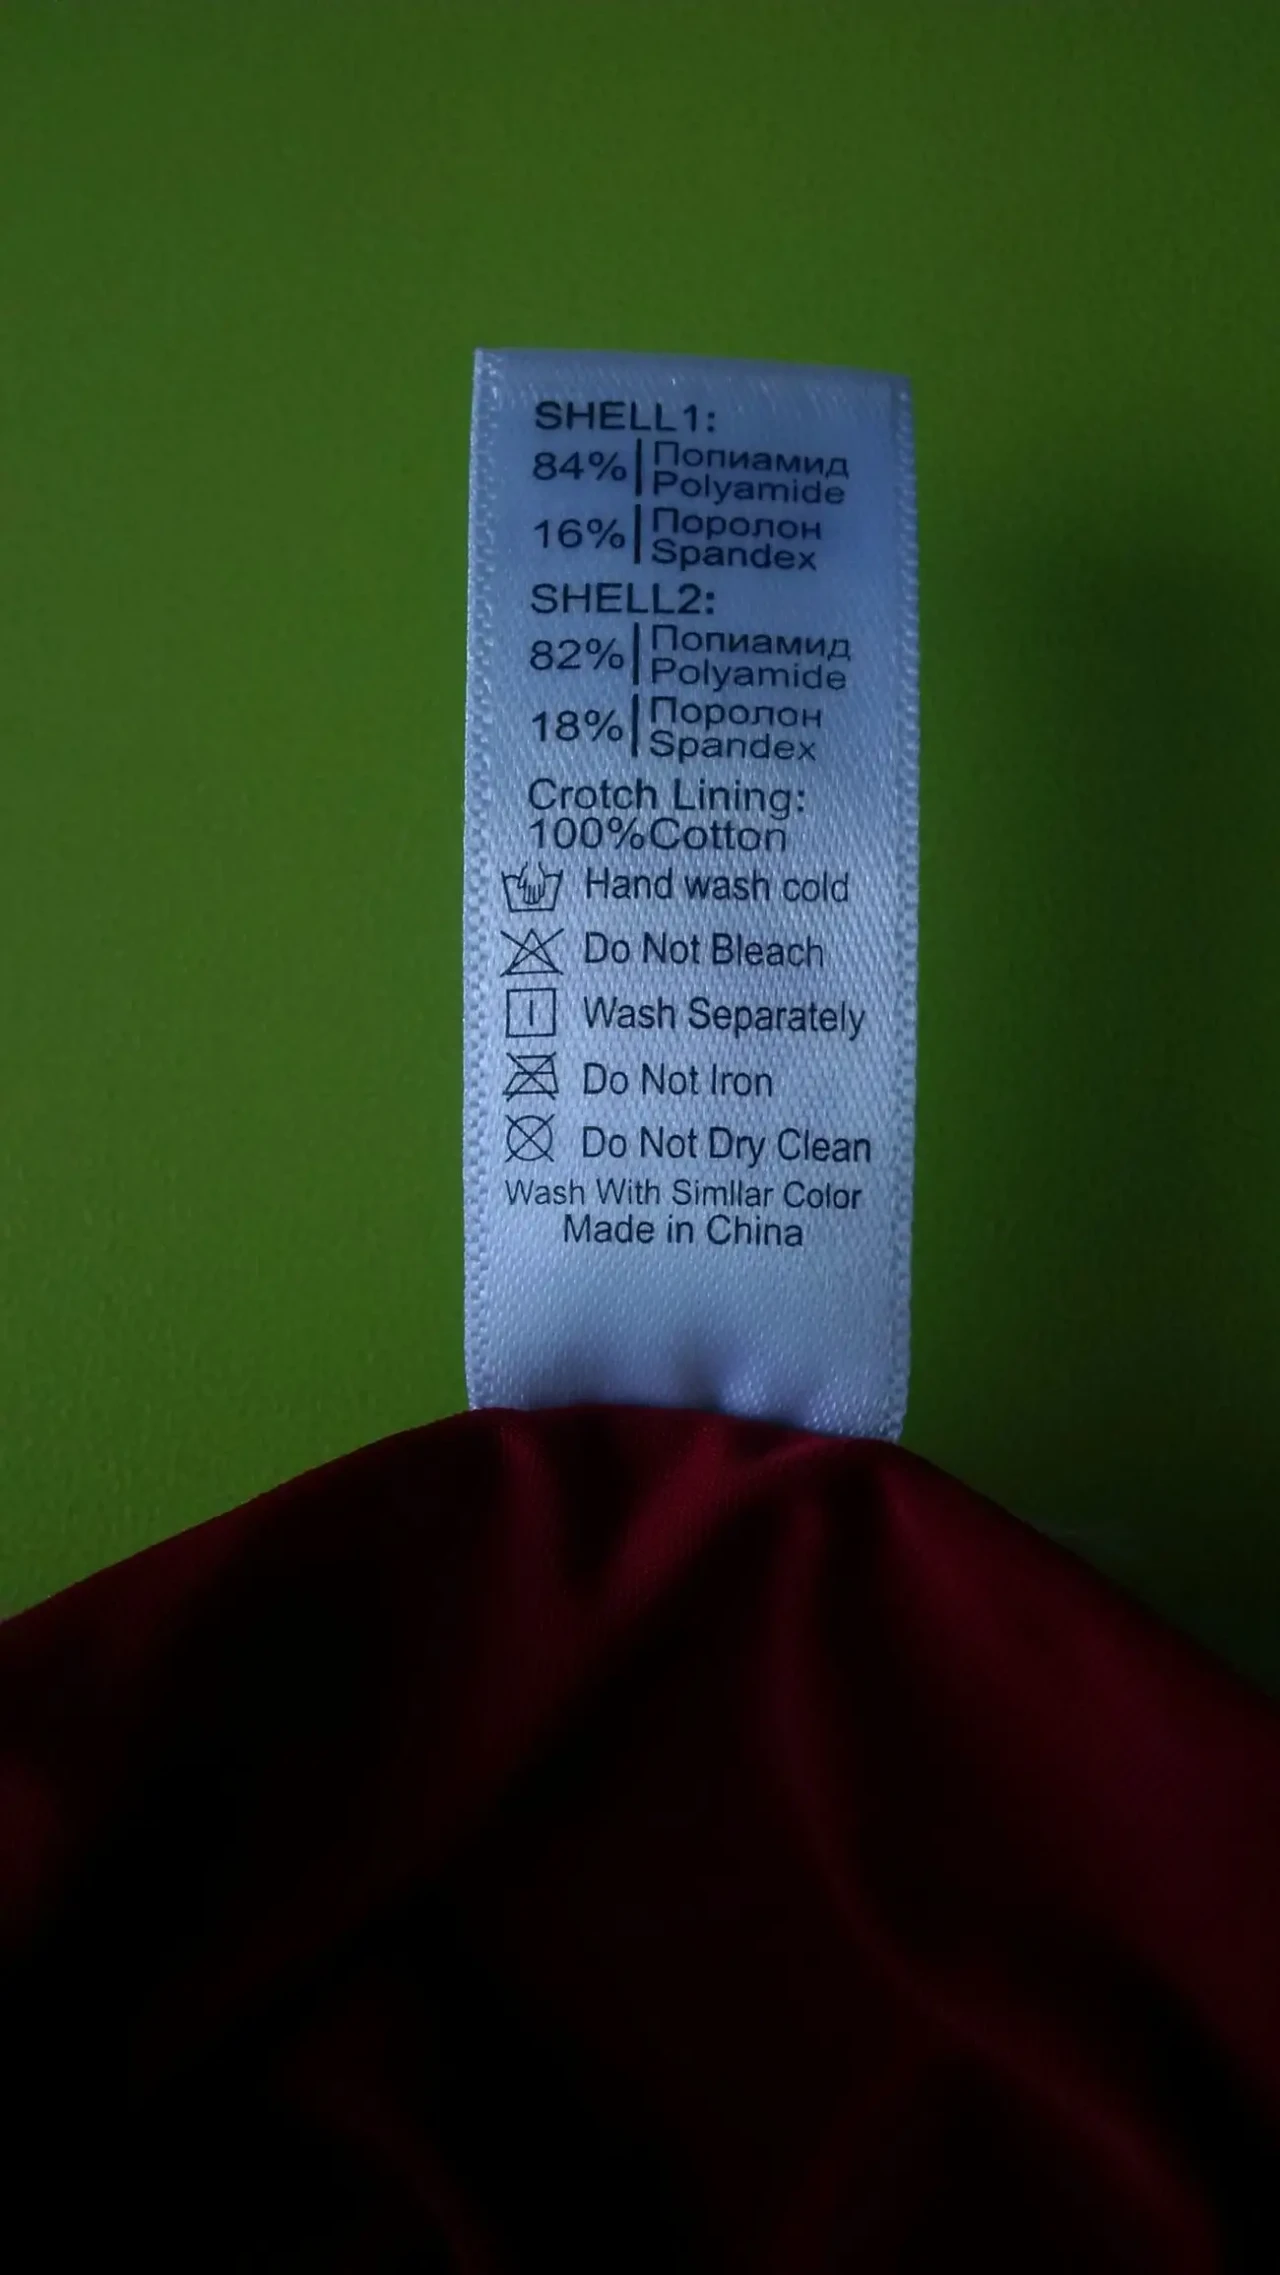 SHELL1:
84% Попиамид
Polyamide
16% Поролон
Spandex
SHELL2:
82% Попиамид
Polyamide
18% Поролон
Spandex
Crotch Lining:
100%Cotton
Hand wash cold
Do Not Bleach
Wash Separately
Do Not Iron
Do Not Dry Clean
Wash With Simllar Color
Made in China